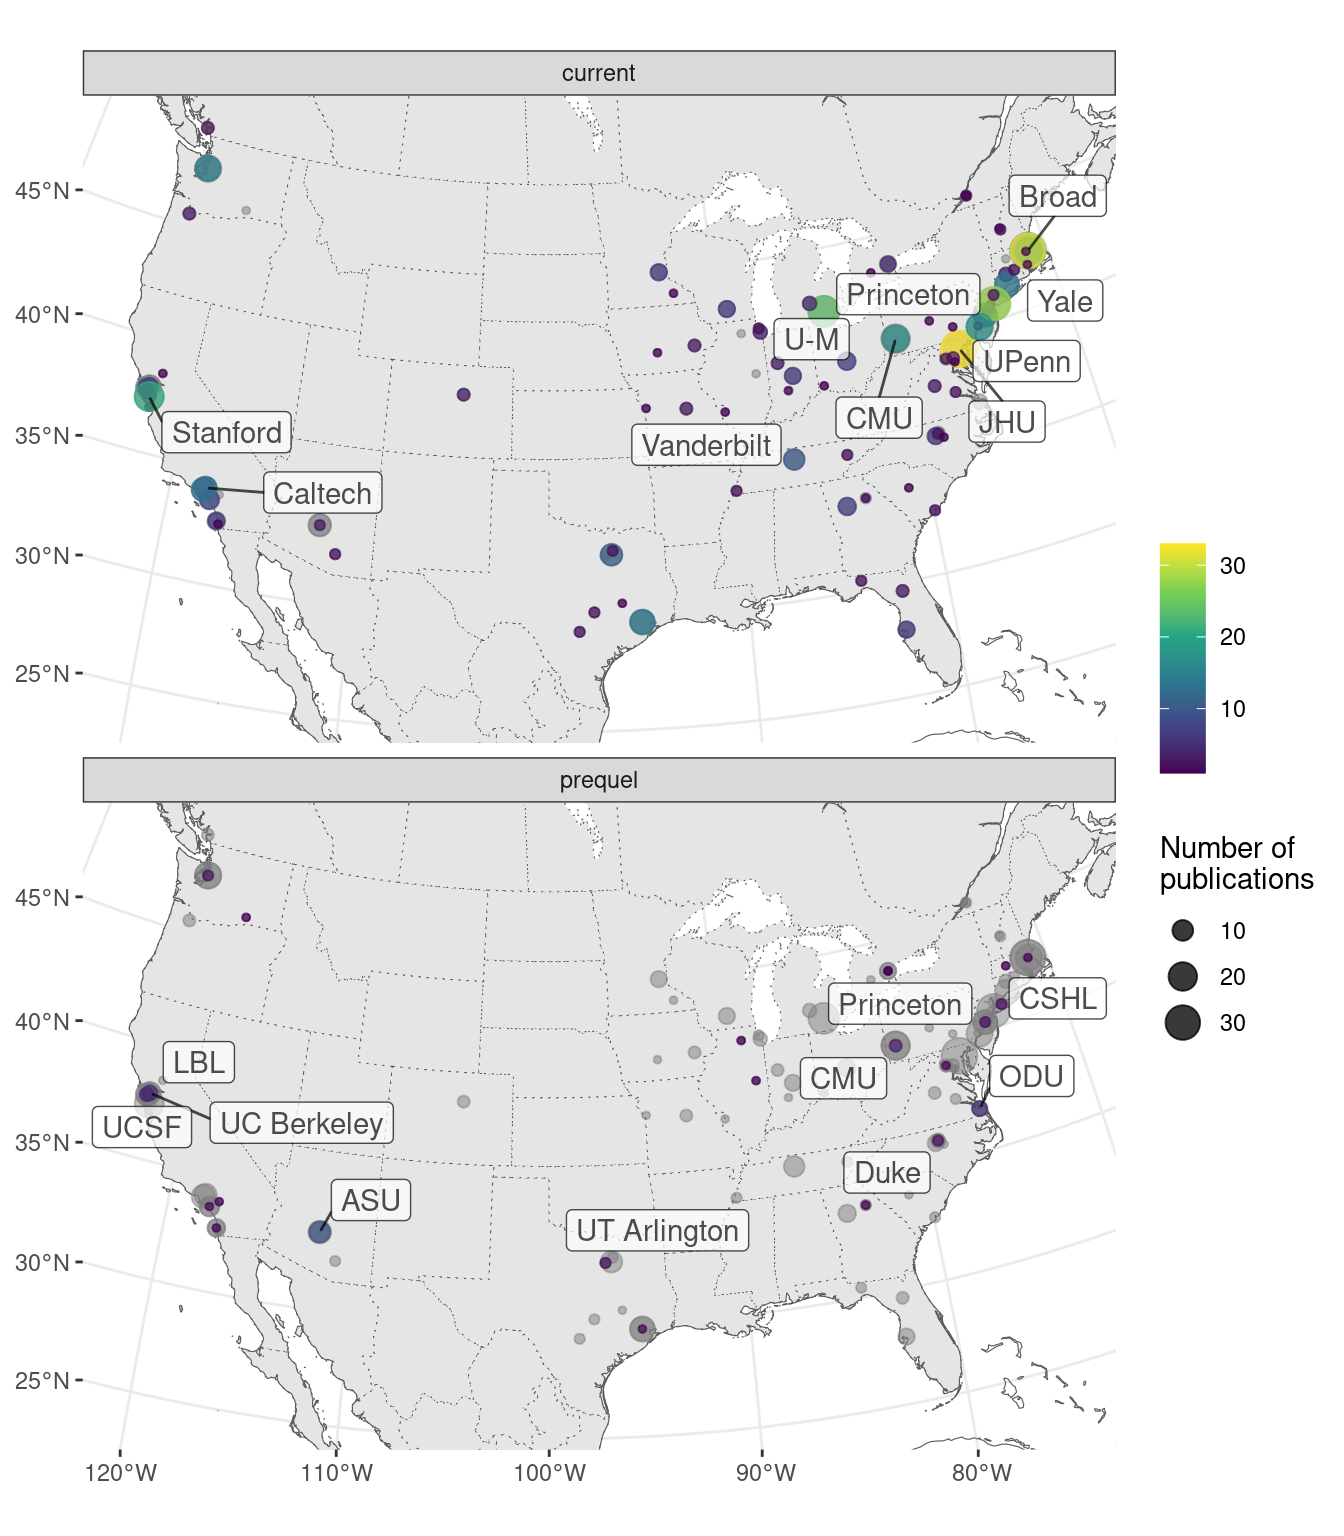 current
45°N
40°N
35°N
30°N
25°N
Broad
Princeton
Yale
U-M
UPenn
CMU
JHU
Stanford
Vanderbilt
Caltech
30
20
10
prequel
45°N
40°N
35°N
30°N
25°N
Princeton
CSHL
LBL
CMU
ODU
UCSF
UC Berkeley
Duke
ASU
UT Arlington
120°W
110°W
100°W
90°W
80°W
Number of
publications
10
20
30